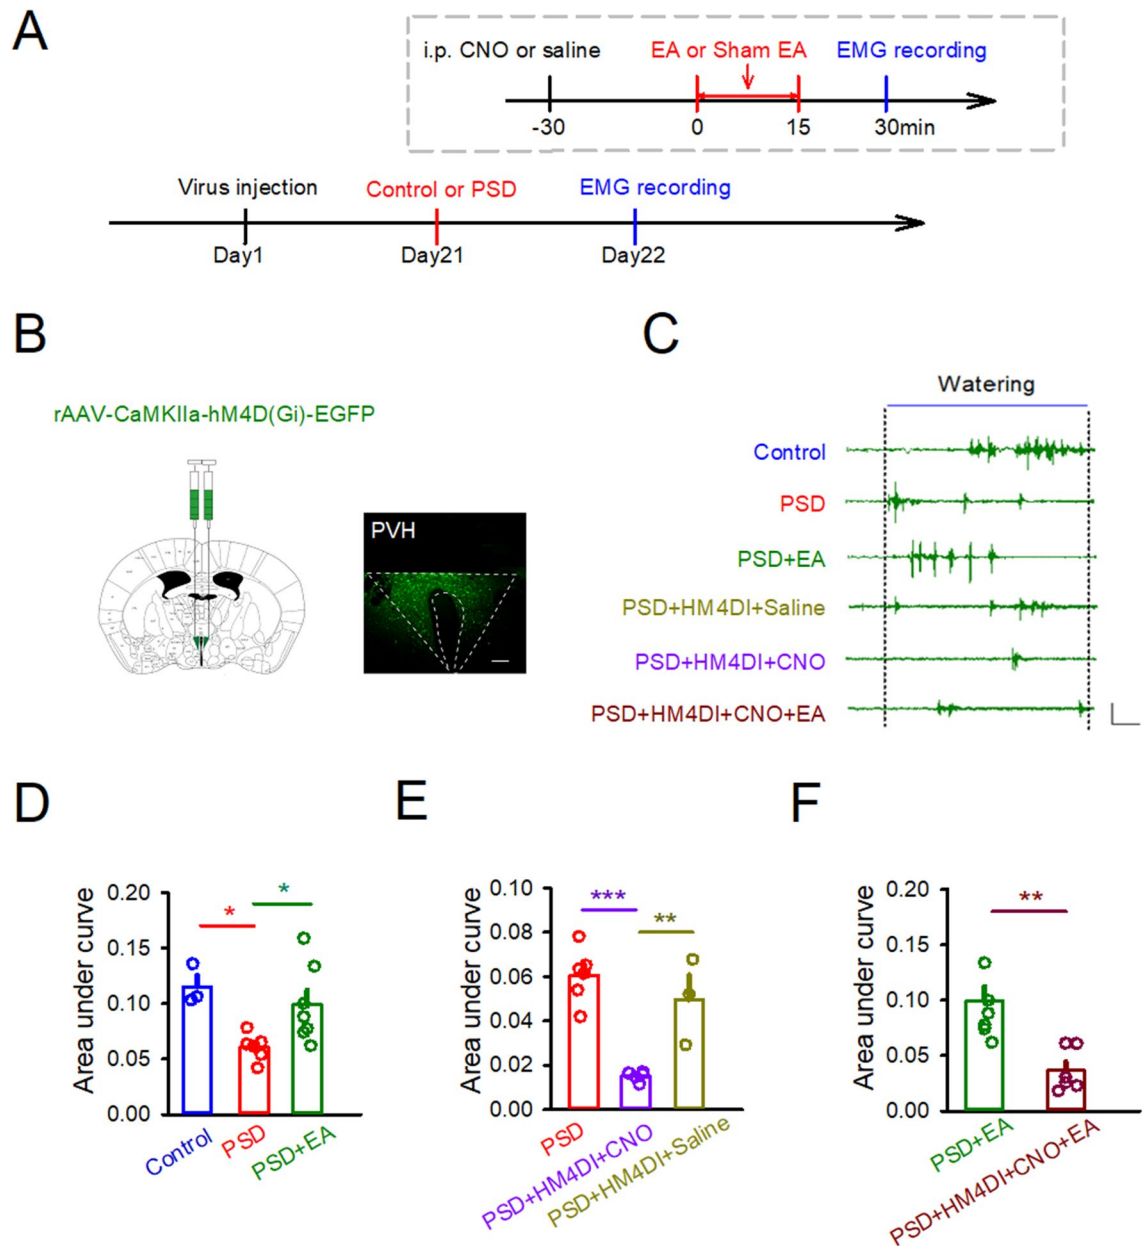 A
i.p. CNO or saline
EA or Sham EA
EMG recording
-30
0
15
30min
Virus injection
Control or PSD
EMG recording
Day1
Day21
Day22
B
rAAV-CaMKIIa-hM4D(Gi)-EGFP
PVH
C
Watering
Control
PSD
PSD+EA
PSD+HM4DI+Saline
PSD+HM4DI+CNO
PSD+HM4DI+CNO+EA
D
Area under curve
0.20
0.15
0.10
0.05
0.00
*
*
Control
PSD
PSD+EA
E
Area under curve
0.10
0.08
0.06
0.04
0.02
0.00
***
**
PSD
PSD+HM4DI+CNO
PSD+HM4DI+Saline
F
Area under curve
0.20
0.15
0.10
0.05
0.00
**
PSD+EA
PSD+HM4DI+CNO+EA